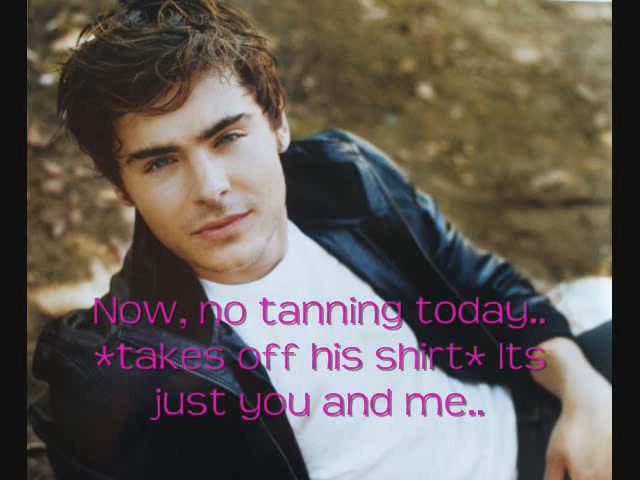 Now, no tanning today..
*takes off his shirt* Its
just you and me..